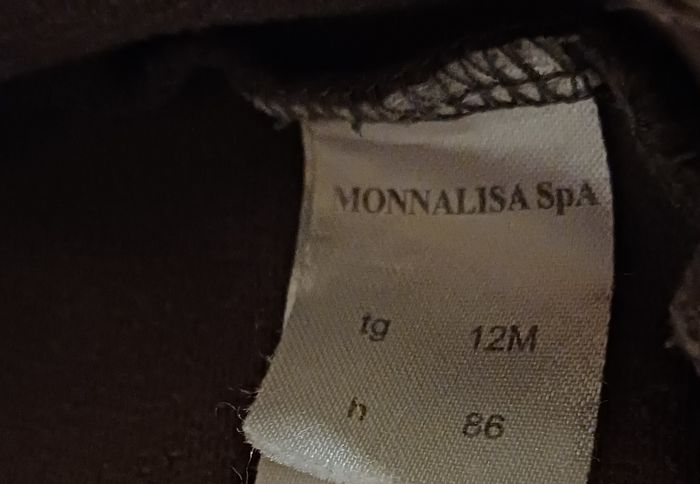 MONNALISA SpA
tg 12M
h 86